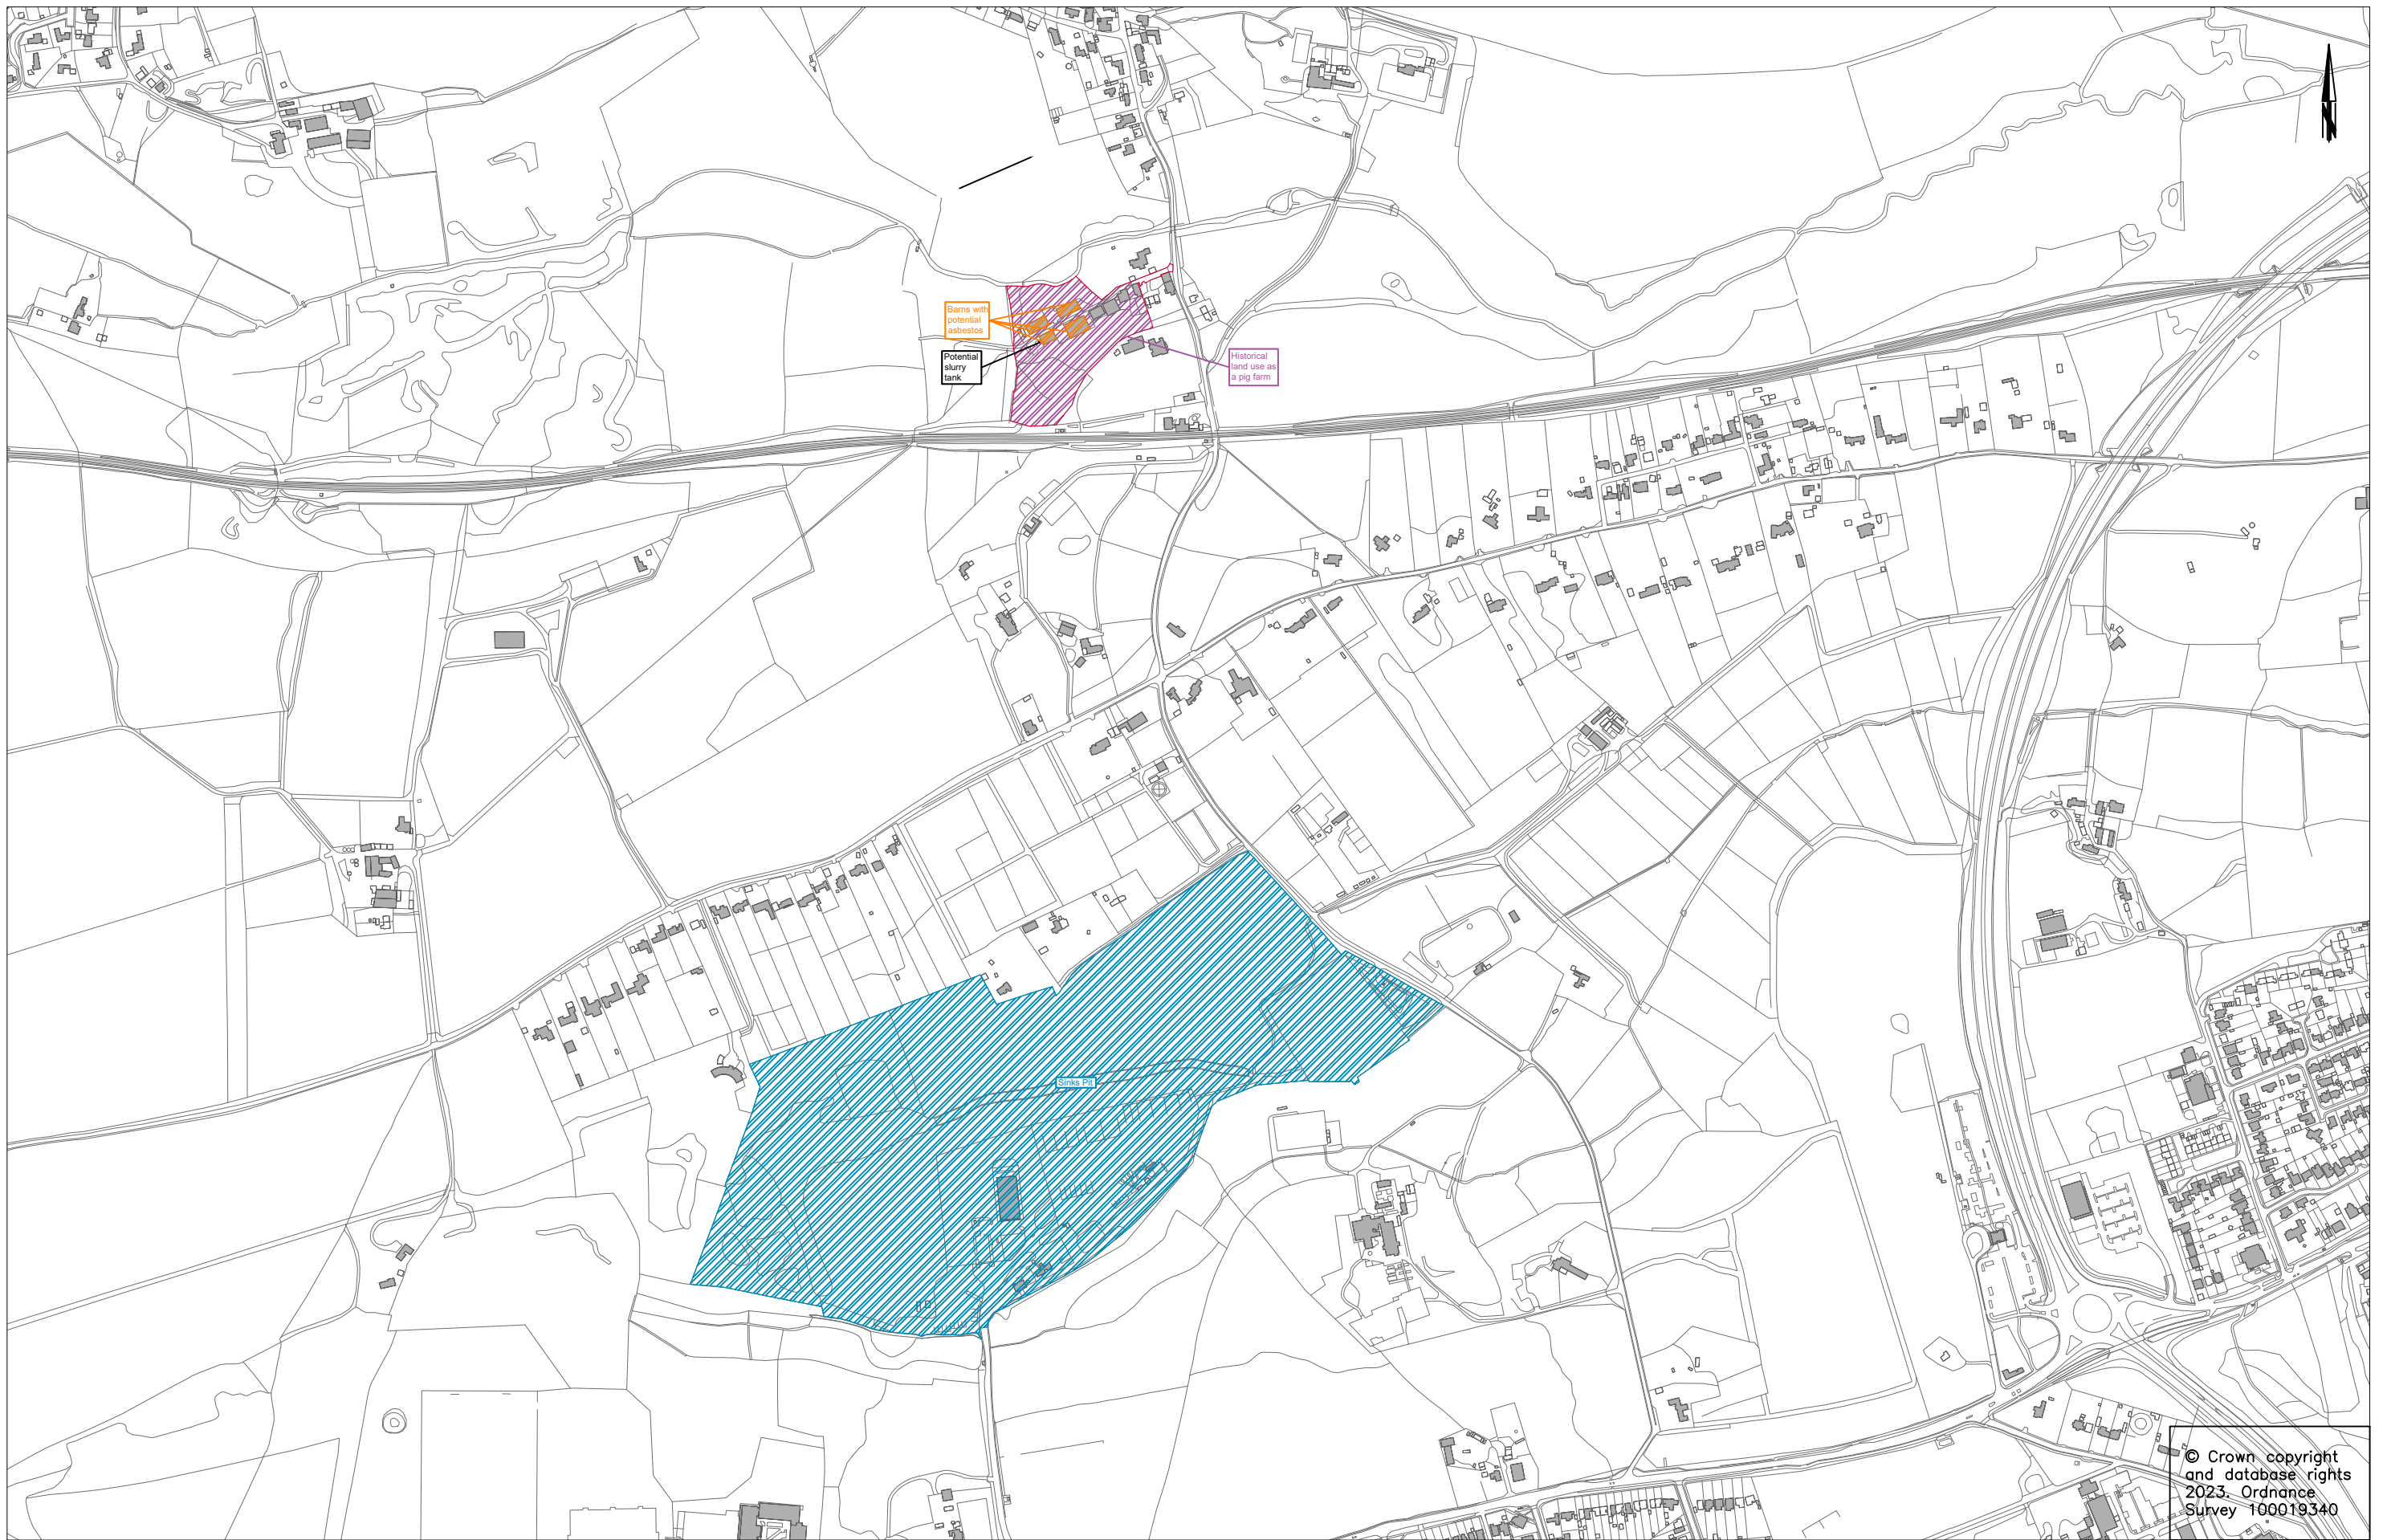 N
Barns with
potential
asbestos
Potential
slurry
tank
Historical
land use as
a pig farm
Sinks Pit
© Crown copyright
and database rights
2023. Ordnance
Survey 100019340